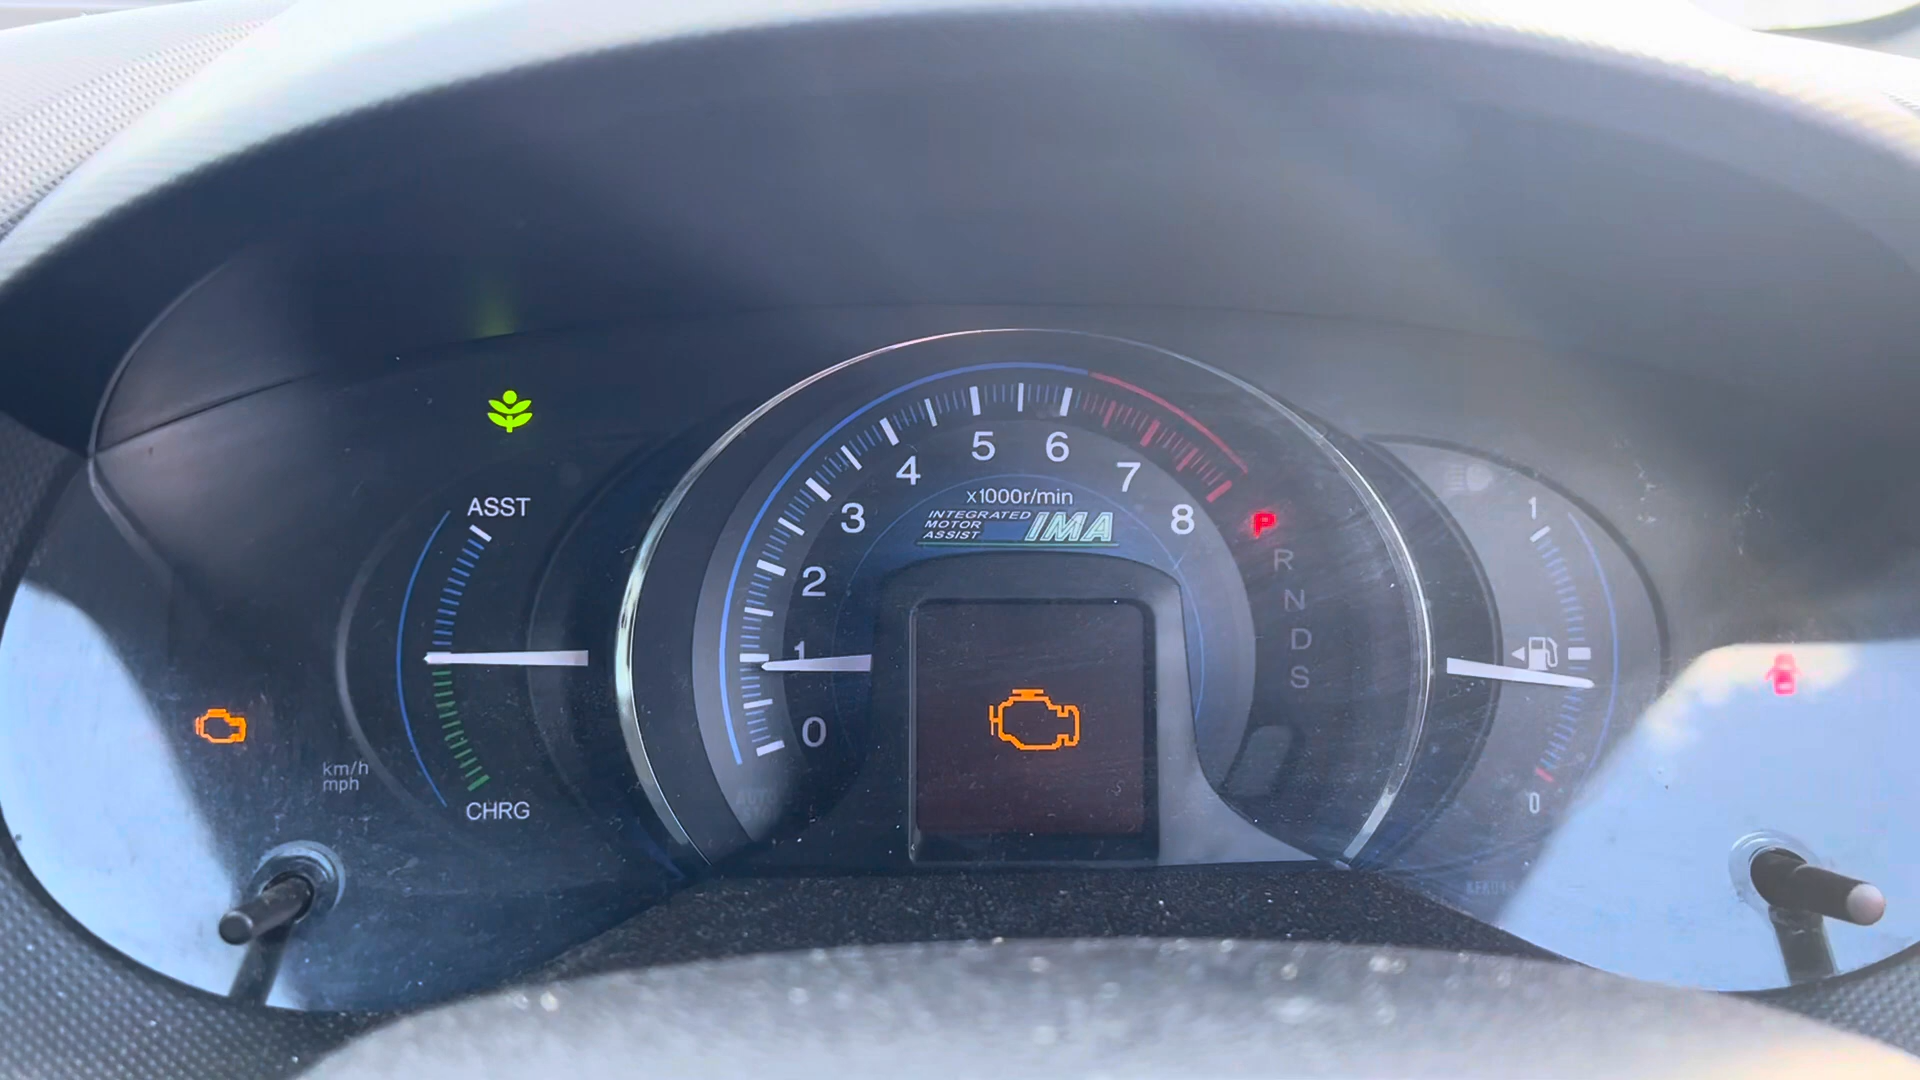 ASST
CHRG
km/h
mph
0
1
2
3
4
5
6
7
8
x1000r/min
INTEGRATED
MOTOR
ASSIST
IMA
P
R
N
D
S
1
0